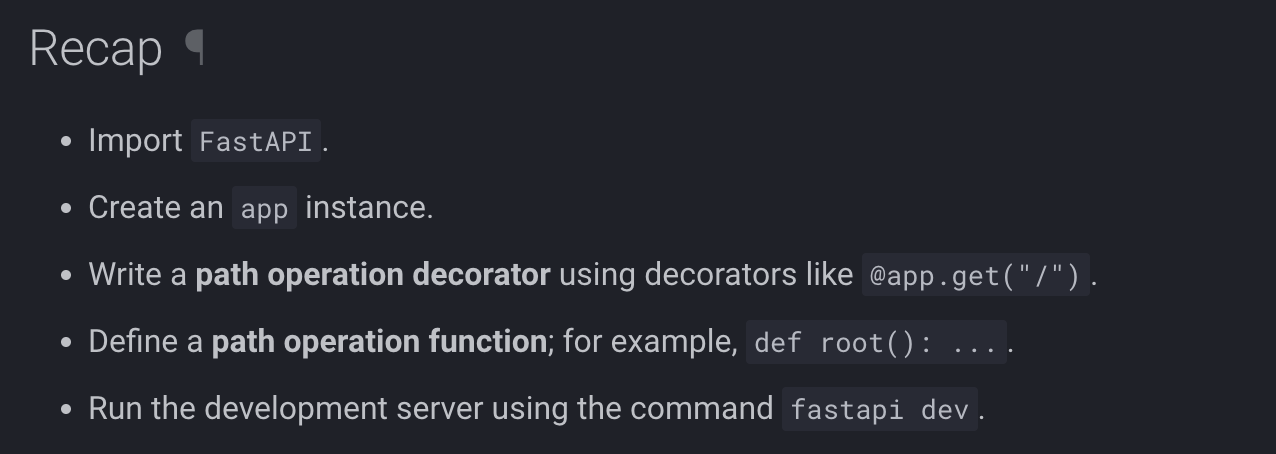 Recap ¶
• Import FastAPI.
• Create an app instance.
• Write a path operation decorator using decorators like @app.get("/").
• Define a path operation function; for example, def root(): ....
• Run the development server using the command fastapi dev.